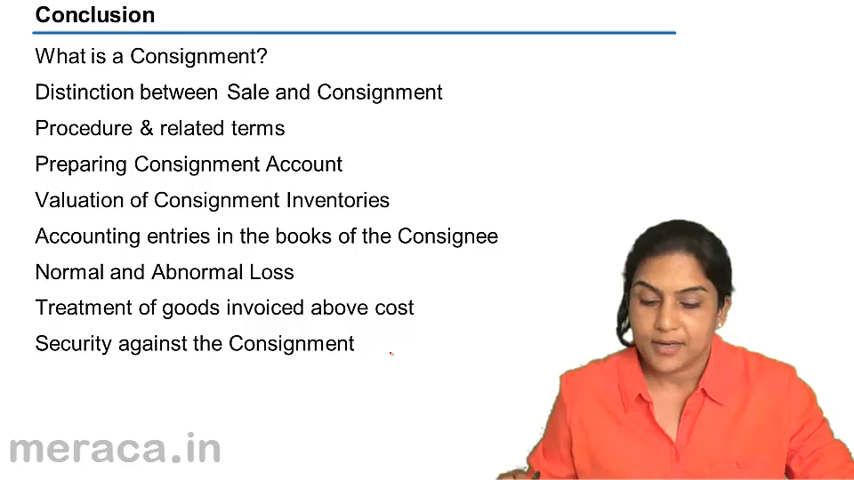 Conclusion
What is a Consignment?
Distinction between Sale and Consignment
Procedure & related terms
Preparing Consignment Account
Valuation of Consignment Inventories
Accounting entries in the books of the Consignee
Normal and Abnormal Loss
Treatment of goods invoiced above cost
Security against the Consignment
meraca.in